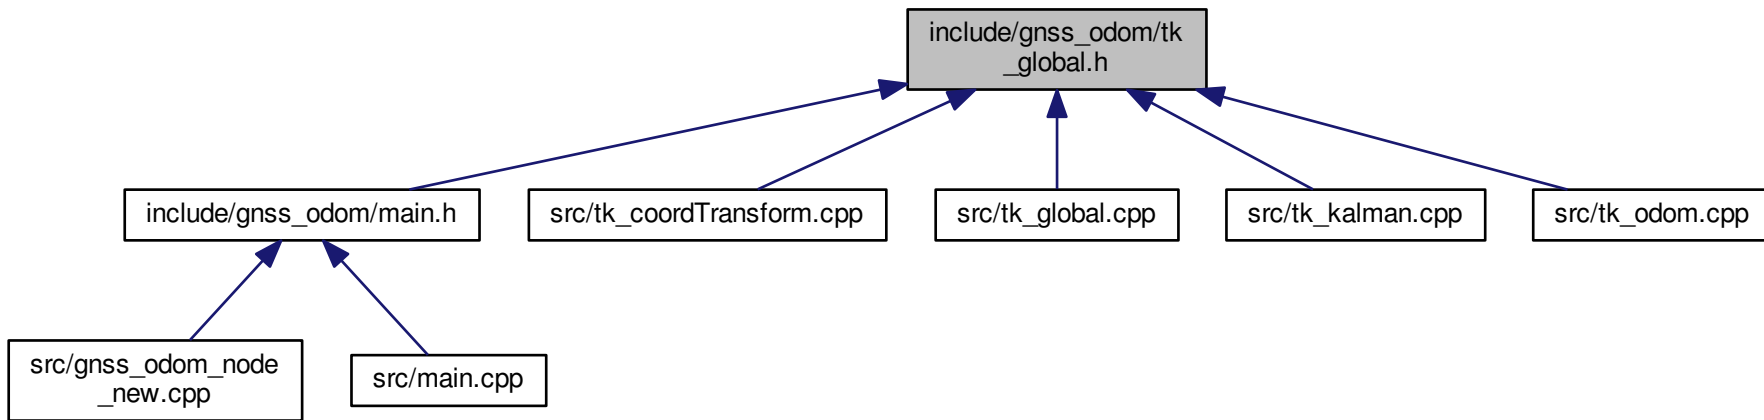 include/gnss_odom/tk
_global.h
include/gnss_odom/main.h
src/tk_coordTransform.cpp
src/tk_global.cpp
src/tk_kalman.cpp
src/tk_odom.cpp
src/gnss_odom_node
_new.cpp
src/main.cpp